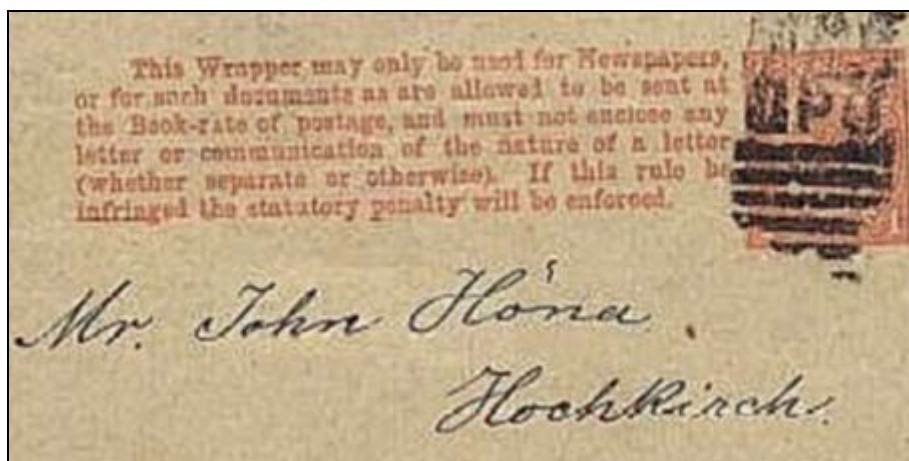 This Wrapper may only be used for Newspapers,
or for such documents as are allowed to be sent at
the Book-rate of postage, and must not enclose any
letter or communication of the nature of a letter
(whether separate or otherwise). If this rule be
infringed the statutory penalty will be enforced.
Mr. John Höna
Hochkirch.